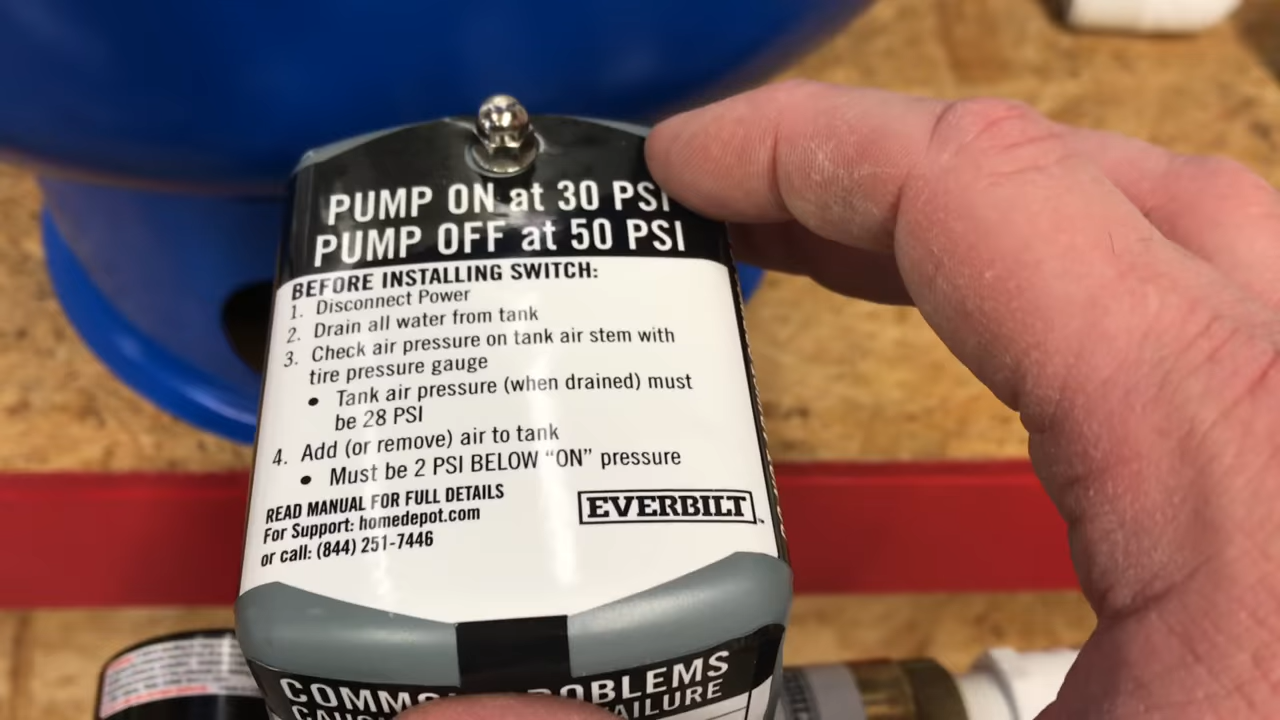 PUMP ON at 30 PSI
PUMP OFF at 50 PSI
BEFORE INSTALLING SWITCH:
1. Disconnect Power
2. Drain all water from tank
3. Check air pressure on tank air stem with
tire pressure gauge
• Tank air pressure (when drained) must
be 28 PSI
4. Add (or remove) air to tank
• Must be 2 PSI BELOW "ON" pressure
READ MANUAL FOR FULL DETAILS
For Support: homedepot.com
or call: (844) 251-7446
EVERBILT